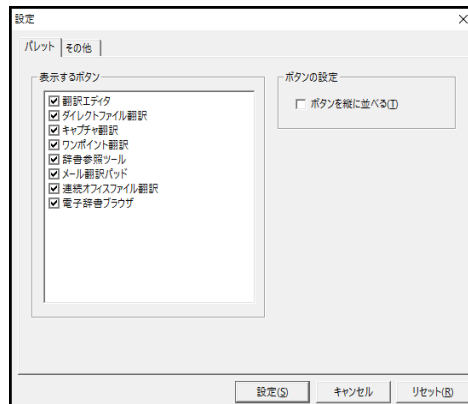 設定
パレット
その他
表示するボタン
翻訳エディタ
ダイレクトファイル翻訳
キャプチャ翻訳
ワンポイント翻訳
辞書参照ツール
メール翻訳パッド
連続オフィスファイル翻訳
電子辞書ブラウザ
ボタンの設定
ボタンを縦に並べる(T)
設定(S)
キャンセル
リセット(R)